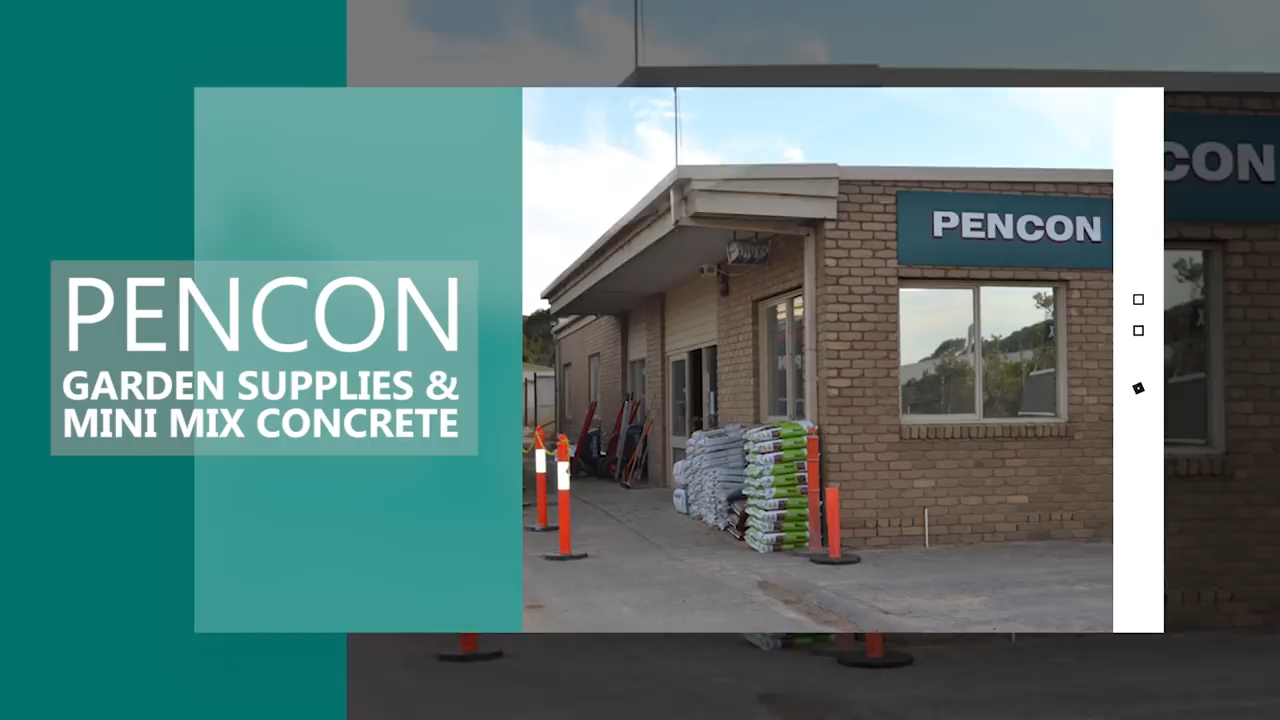 PENCON
GARDEN SUPPLIES &
MINI MIX CONCRETE
PENCON
CON